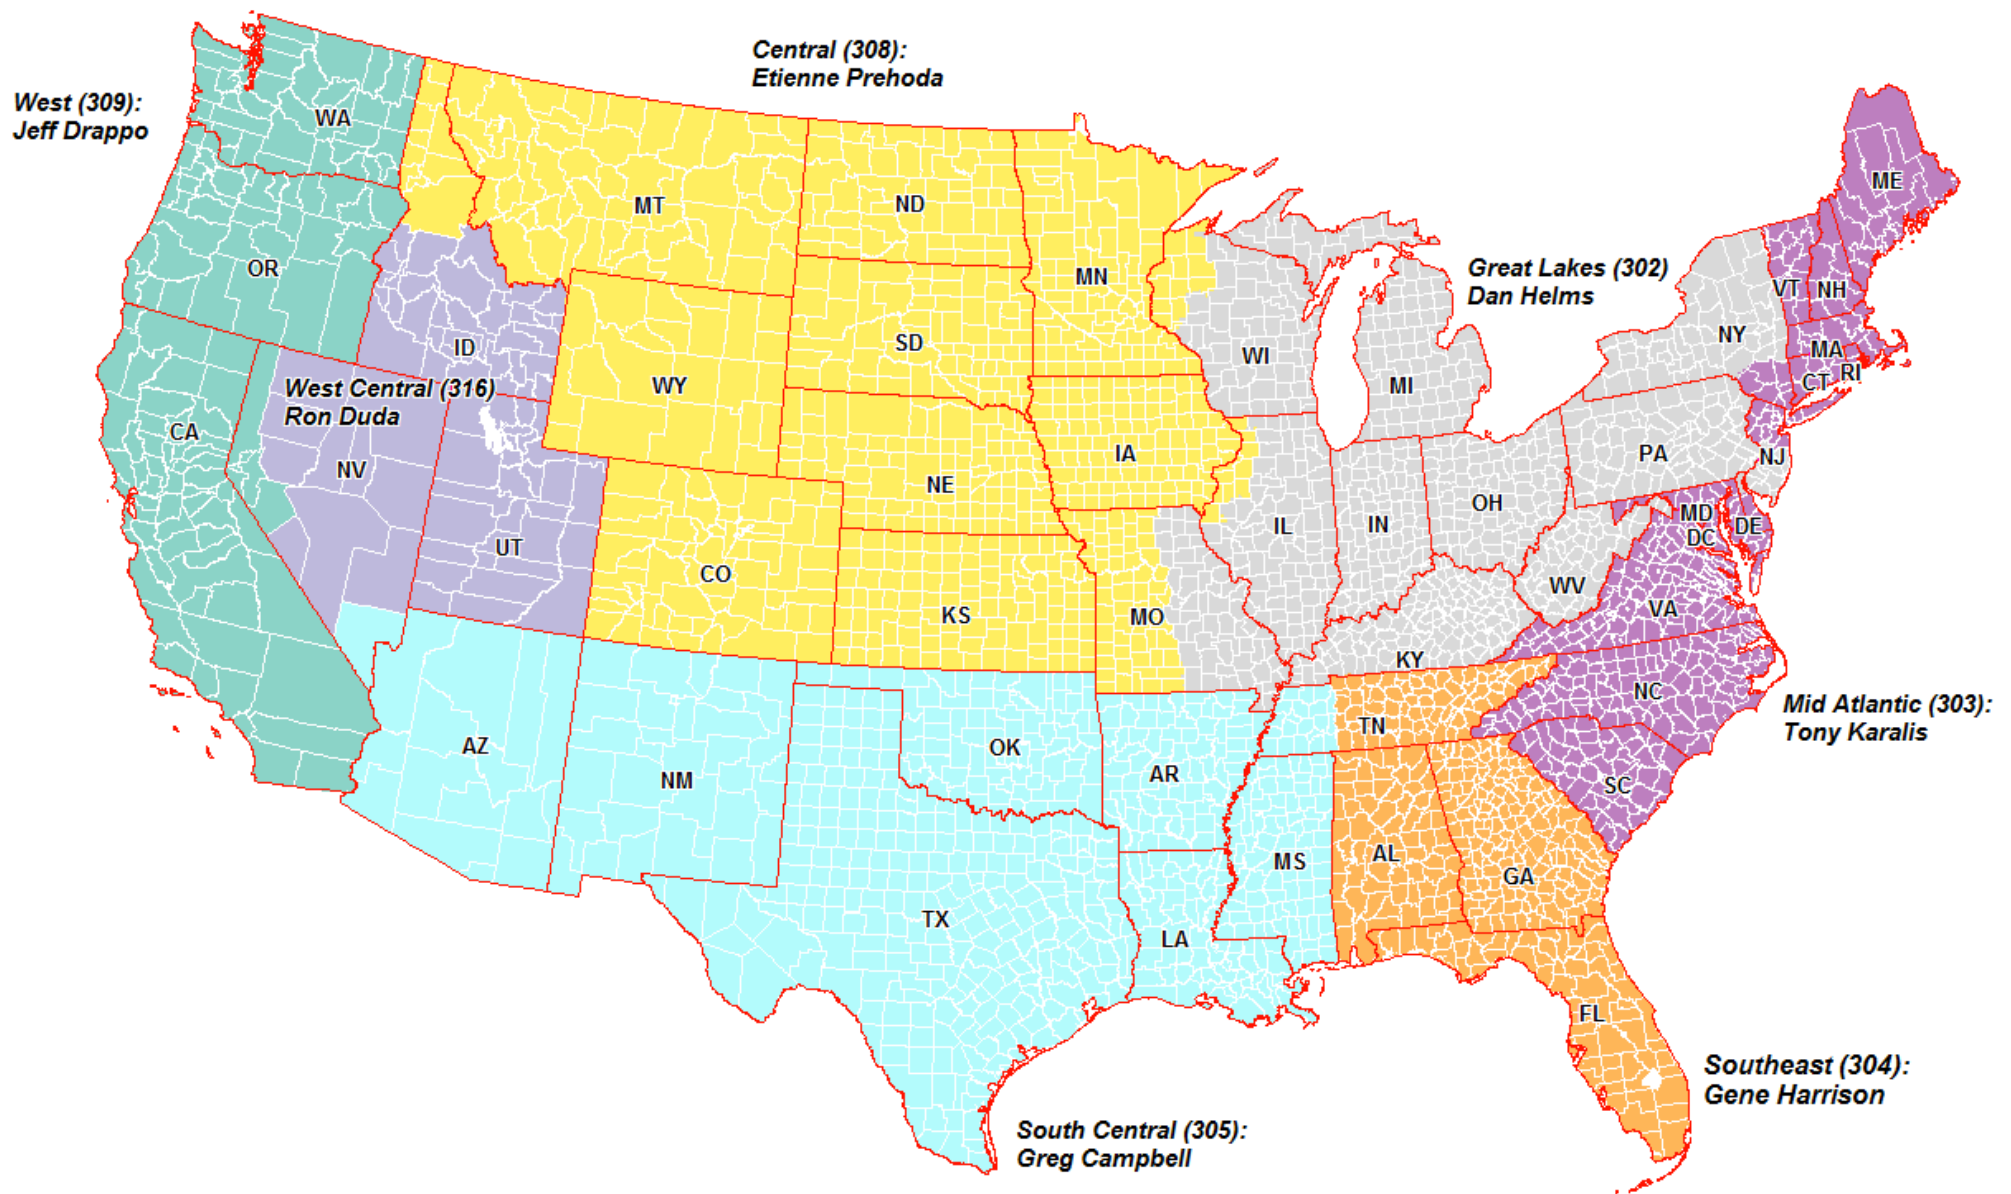 Central (308):
Etienne Prehoda
West (309):
Jeff Drappo
WA
MT
ND
ME
OR
MN
Great Lakes (302)
Dan Helms
VT
NH
NY
ID
SD
WI
MA
West Central (316)
Ron Duda
WY
MI
CT
RI
CA
NV
IA
PA
NJ
NE
OH
MD
DE
DC
IL
IN
UT
CO
WV
KS
MO
VA
KY
NC
Mid Atlantic (303):
Tony Karalis
TN
AZ
OK
NM
AR
SC
AL
MS
GA
TX
LA
FL
Southeast (304):
Gene Harrison
South Central (305):
Greg Campbell